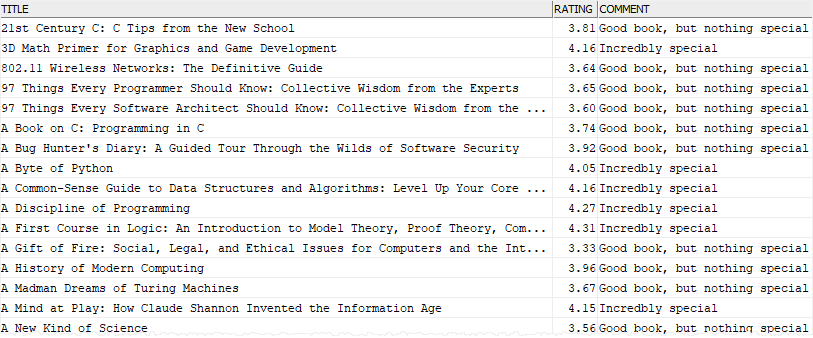 TITLE RATING COMMENT
21st Century C: C Tips from the New School 3.81 Good book, but nothing special
3D Math Primer for Graphics and Game Development 4.16 Incredbly special
802.11 Wireless Networks: The Definitive Guide 3.64 Good book, but nothing special
97 Things Every Programmer Should Know: Collective Wisdom from the Experts 3.65 Good book, but nothing special
97 Things Every Software Architect Should Know: Collective Wisdom from the ... 3.60 Good book, but nothing special
A Book on C: Programming in C 3.74 Good book, but nothing special
A Bug Hunter's Diary: A Guided Tour Through the Wilds of Software Security 3.92 Good book, but nothing special
A Byte of Python 4.05 Incredbly special
A Common-Sense Guide to Data Structures and Algorithms: Level Up Your Core ... 4.16 Incredbly special
A Discipline of Programming 4.27 Incredbly special
A First Course in Logic: An Introduction to Model Theory, Proof Theory, Com... 4.31 Incredbly special
A Gift of Fire: Social, Legal, and Ethical Issues for Computers and the Int... 3.33 Good book, but nothing special
A History of Modern Computing 3.96 Good book, but nothing special
A Madman Dreams of Turing Machines 3.67 Good book, but nothing special
A Mind at Play: How Claude Shannon Invented the Information Age 4.15 Incredbly special
A New Kind of Science 3.56 Good book, but nothing special